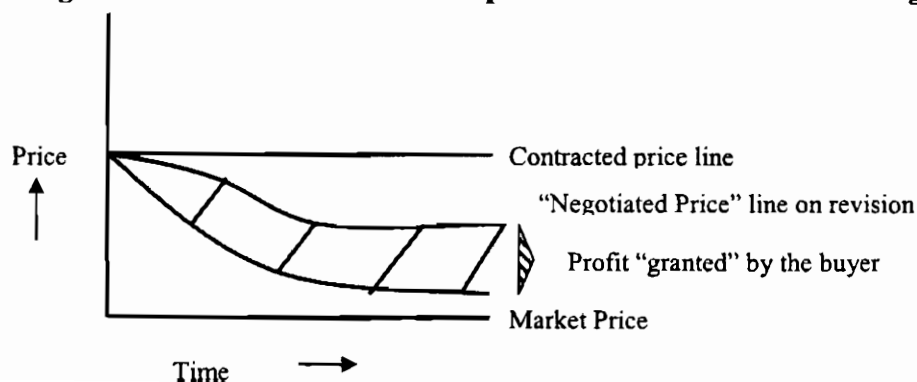 Price
Contracted price line
“Negotiated Price” line on revision
Profit “granted” by the buyer
Market Price
Time